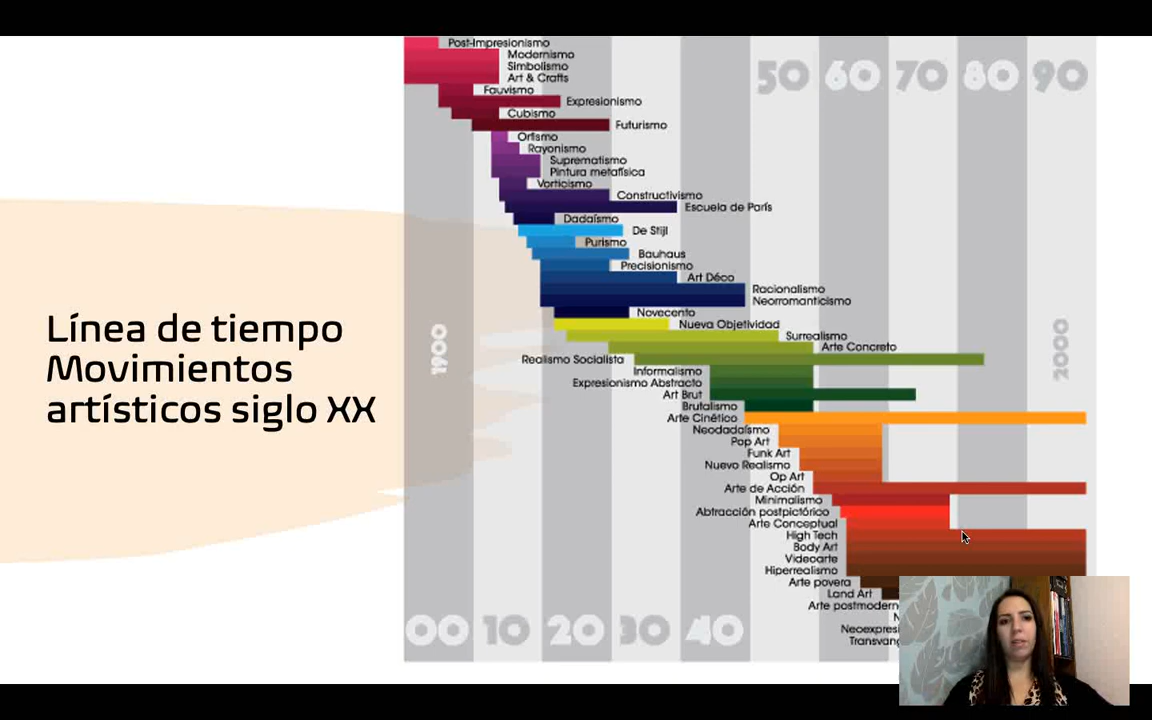 Post-Impresionismo
Modernismo
Simbolismo
Art & Crafts
50 60 70 80 90
Fauvismo
Expresionismo
Cubismo
Futurismo
Orfismo
Rayonismo
Suprematismo
Pintura metafísica
Vorticismo
Constructivismo
Escuela de París
Dadaísmo
De Stijl
Purismo
Bauhaus
Precisionismo
Art Déco
Racionalismo
Neorromanticismo
Novecento
Nueva Objetividad
Surrealismo
Arte Concreto
1900
2000
Línea de tiempo
Movimientos
artísticos siglo XX
Realismo Socialista
Informalismo
Expresionismo Abstracto
Art Brut
Brutalismo
Arte Cinético
Neodadaísmo
Pop Art
Funk Art
Nuevo Realismo
Op Art
Arte de Acción
Minimalismo
Abtracción postpictórico
Arte Conceptual
High Tech
Body Art
Videoarte
Hiperrealismo
Arte povera
Land Art
Arte postmodern
Neoexpresi
Transvang
00 10 20 30 40